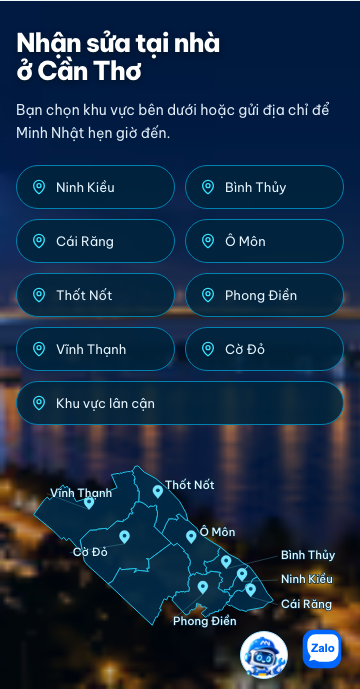 Nhận sửa tại nhà
ở Cần Thơ
Bạn chọn khu vực bên dưới hoặc gửi địa chỉ để
Minh Nhật hẹn giờ đến.
Ninh Kiều
Bình Thủy
Cái Răng
Ô Môn
Thốt Nốt
Phong Điền
Vĩnh Thạnh
Cờ Đỏ
Khu vực lân cận
Thốt Nốt
Vĩnh Thạnh
Ô Môn
Cờ Đỏ
Bình Thủy
Ninh Kiều
Cái Răng
Phong Điền
Zalo